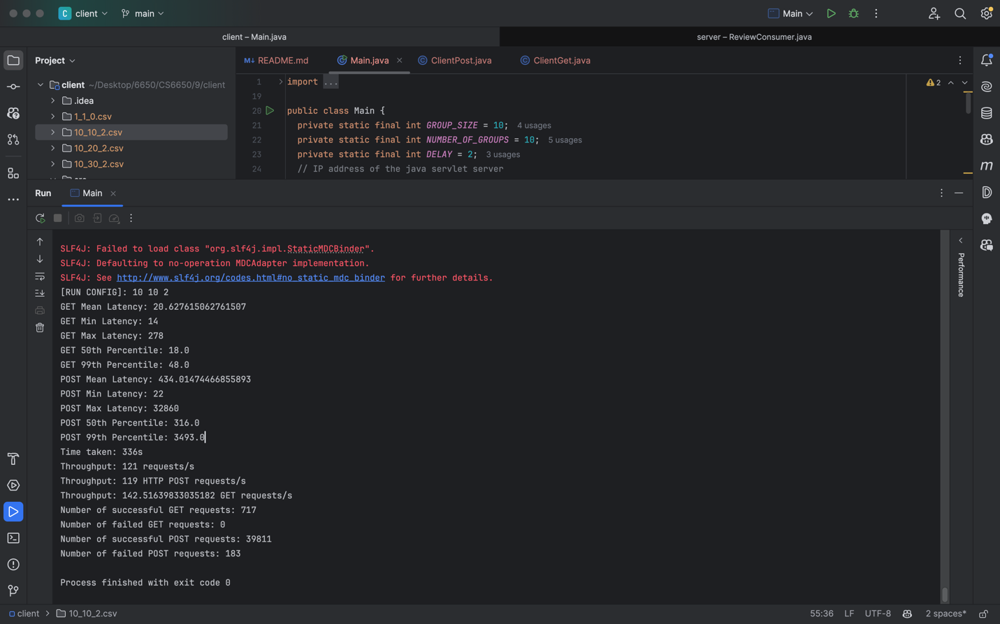 C client main Main
client – Main.java server – ReviewConsumer.java
Project
client ~/Desktop/6650/CS6650/9/client
.idea
1_1_0.csv
10_10_2.csv
10_20_2.csv
10_30_2.csv
M↓ README.md Main.java ClientPost.java ClientGet.java
1 import ...
2
19
20 public class Main {
21 private static final int GROUP_SIZE = 10; 4 usages
22 private static final int NUMBER_OF_GROUPS = 10; 5 usages
23 private static final int DELAY = 2; 3 usages
24 // IP address of the java servlet server
Run Main
SLF4J: Failed to load class "org.slf4j.impl.StaticMDCBinder".
SLF4J: Defaulting to no-operation MDCAdapter implementation.
SLF4J: See http://www.slf4j.org/codes.html#no_static_mdc_binder for further details.
[RUN CONFIG]: 10 10 2
GET Mean Latency: 20.627615062761507
GET Min Latency: 14
GET Max Latency: 278
GET 50th Percentile: 18.0
GET 99th Percentile: 48.0
POST Mean Latency: 434.01474466855893
POST Min Latency: 22
POST Max Latency: 32860
POST 50th Percentile: 316.0
POST 99th Percentile: 3493.0
Time taken: 336s
Throughput: 121 requests/s
Throughput: 119 HTTP POST requests/s
Throughput: 142.51639833035182 GET requests/s
Number of successful GET requests: 717
Number of failed GET requests: 0
Number of successful POST requests: 39811
Number of failed POST requests: 183
Process finished with exit code 0
Performance
client > 10_10_2.csv 55:36 LF UTF-8 2 spaces*